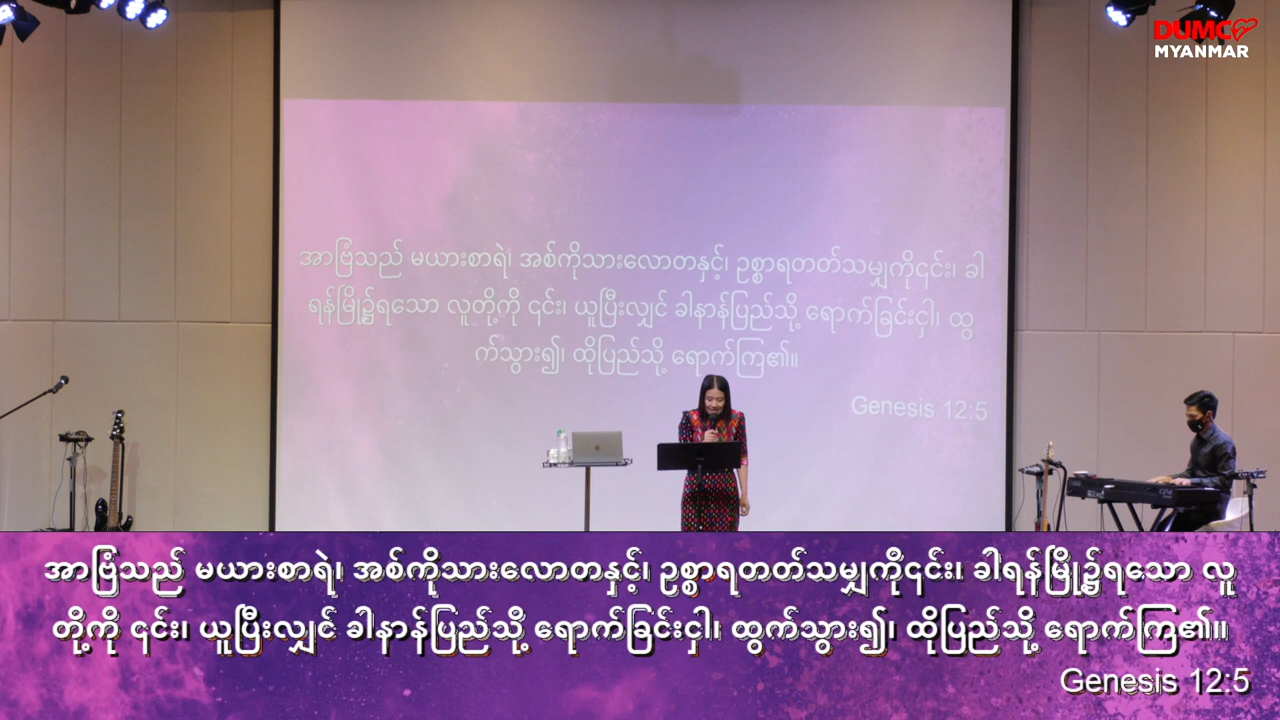 DUMC
MYANMAR
အာဗြံသည် မယားစာရဲ၊ အစ်ကိုသားလောတနှင့်၊ ဥစ္စာရတတ်သမျှကို၎င်း၊ ခါ
ရန်မြို့၌ရသော လူတို့ကို ၎င်း၊ ယူပြီးလျှင် ခါနာန်ပြည်သို့ ရောက်ခြင်းငှါ၊ ထွ
က်သွား၍၊ ထိုပြည်သို့ ရောက်ကြ၏။
Genesis 12:5
အာဗြံသည် မယားစာရဲ၊ အစ်ကိုသားလောတနှင့်၊ ဥစ္စာရတတ်သမျှကို၎င်း၊ ခါရန်မြို့၌ရသော လူ
တို့ကို ၎င်း၊ ယူပြီးလျှင် ခါနာန်ပြည်သို့ ရောက်ခြင်းငှါ၊ ထွက်သွား၍၊ ထိုပြည်သို့ ရောက်ကြ၏။
Genesis 12:5